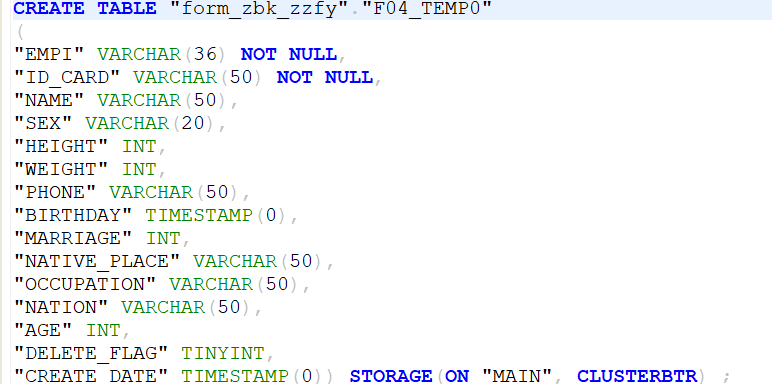 CREATE TABLE "form_zbk_zzfy"."F04_TEMP0"
(
"EMPI" VARCHAR(36) NOT NULL,
"ID_CARD" VARCHAR(50) NOT NULL,
"NAME" VARCHAR(50),
"SEX" VARCHAR(20),
"HEIGHT" INT,
"WEIGHT" INT,
"PHONE" VARCHAR(50),
"BIRTHDAY" TIMESTAMP(0),
"MARRIAGE" INT,
"NATIVE_PLACE" VARCHAR(50),
"OCCUPATION" VARCHAR(50),
"NATION" VARCHAR(50),
"AGE" INT,
"DELETE_FLAG" TINYINT,
"CREATE_DATE" TIMESTAMP(0)) STORAGE(ON "MAIN", CLUSTERBTR) ;